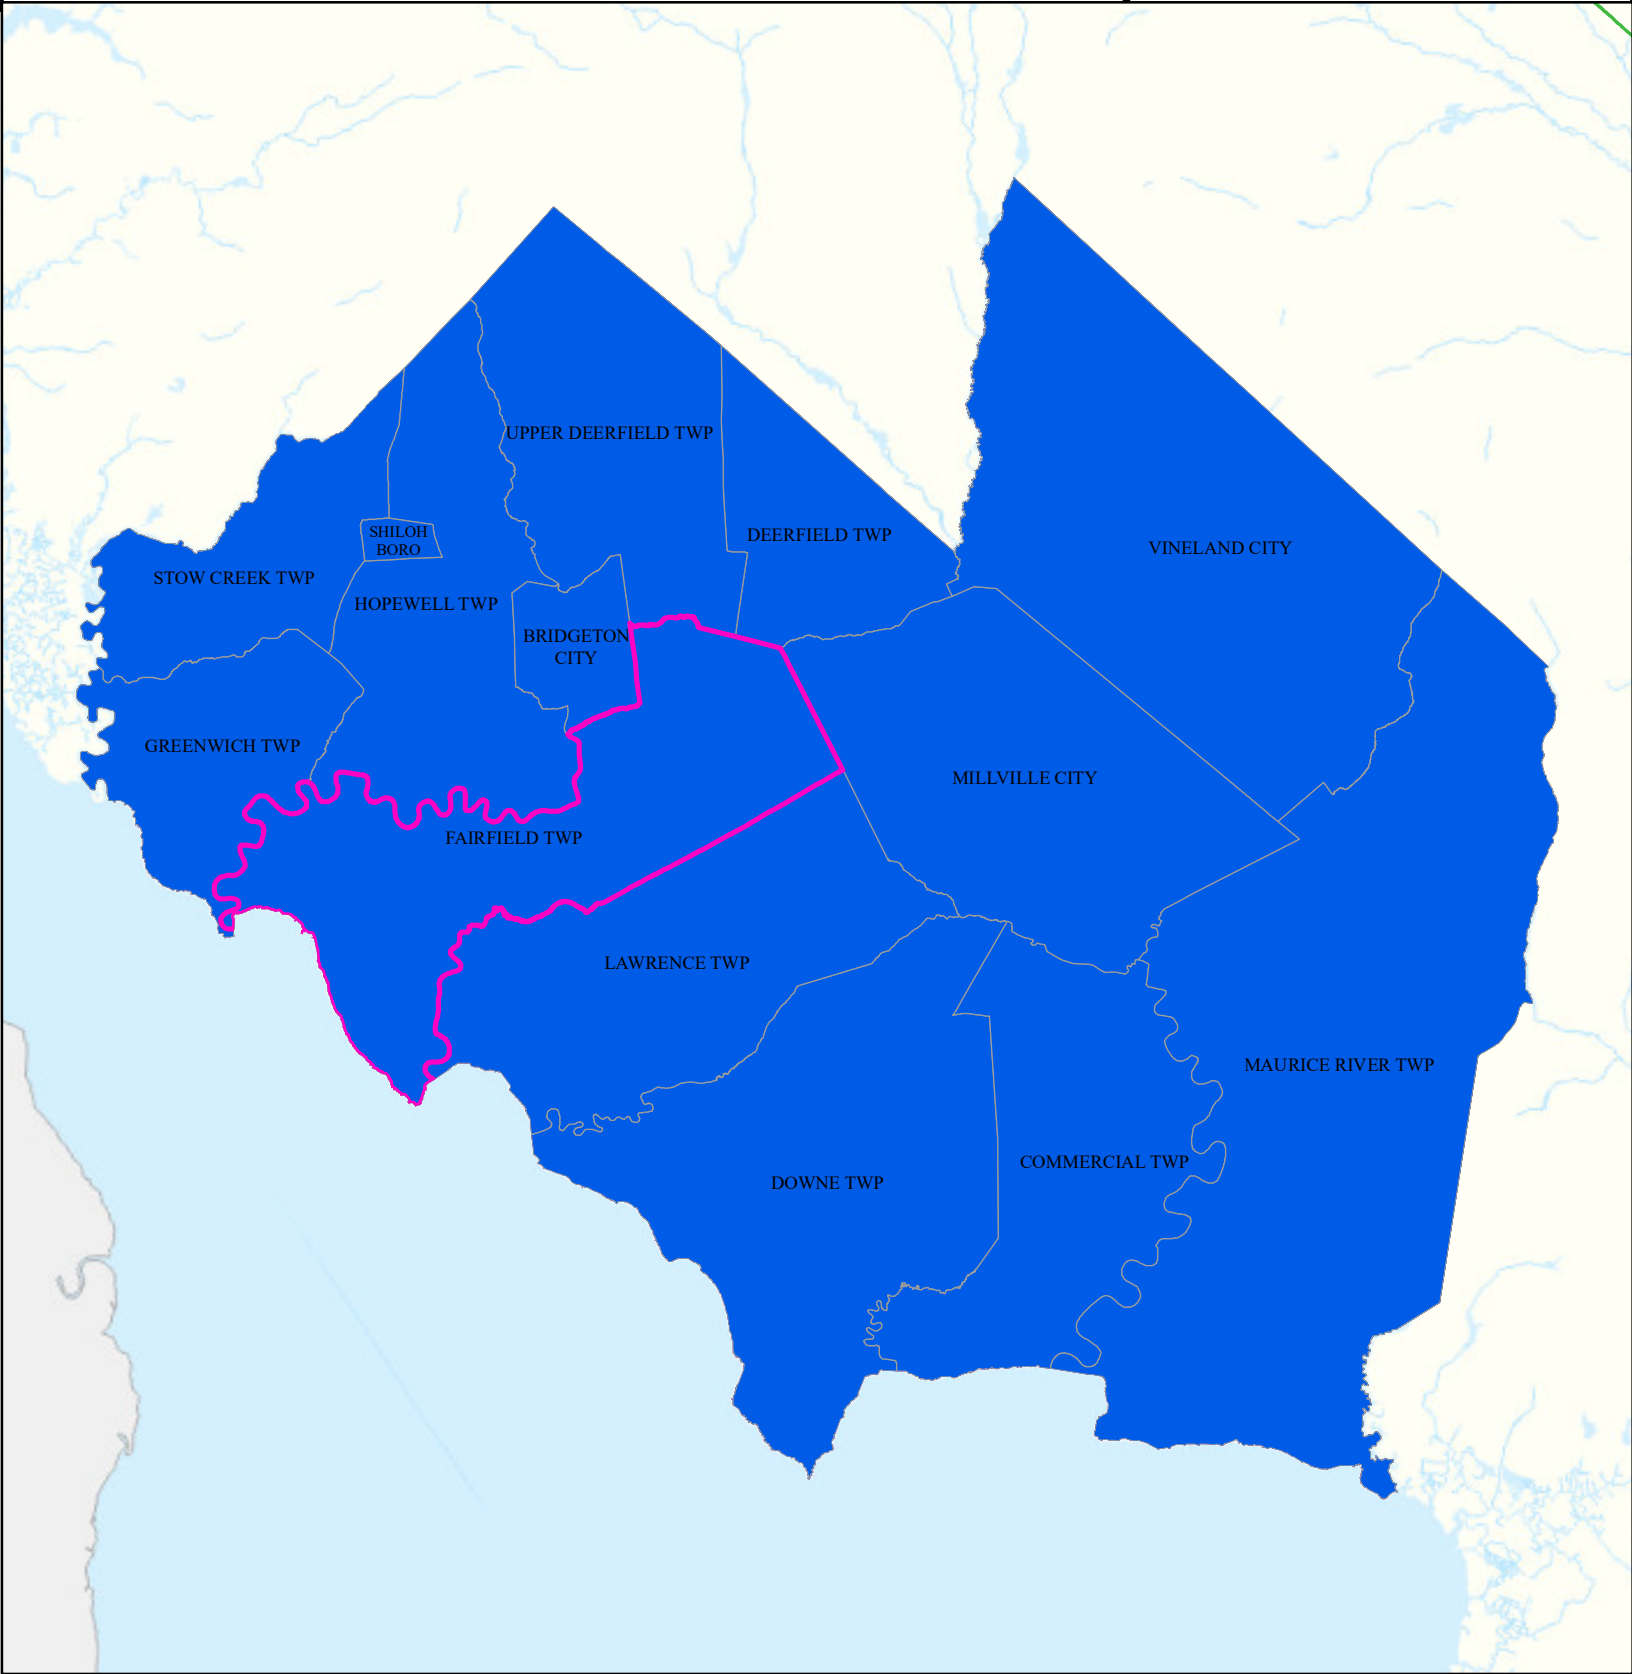 UPPER DEERFIELD TWP
SHILOH
BORO
DEERFIELD TWP
VINELAND CITY
STOW CREEK TWP
HOPEWELL TWP
BRIDGETON
CITY
GREENWICH TWP
MILLVILLE CITY
FAIRFIELD TWP
LAWRENCE TWP
MAURICE RIVER TWP
COMMERCIAL TWP
DOWNE TWP